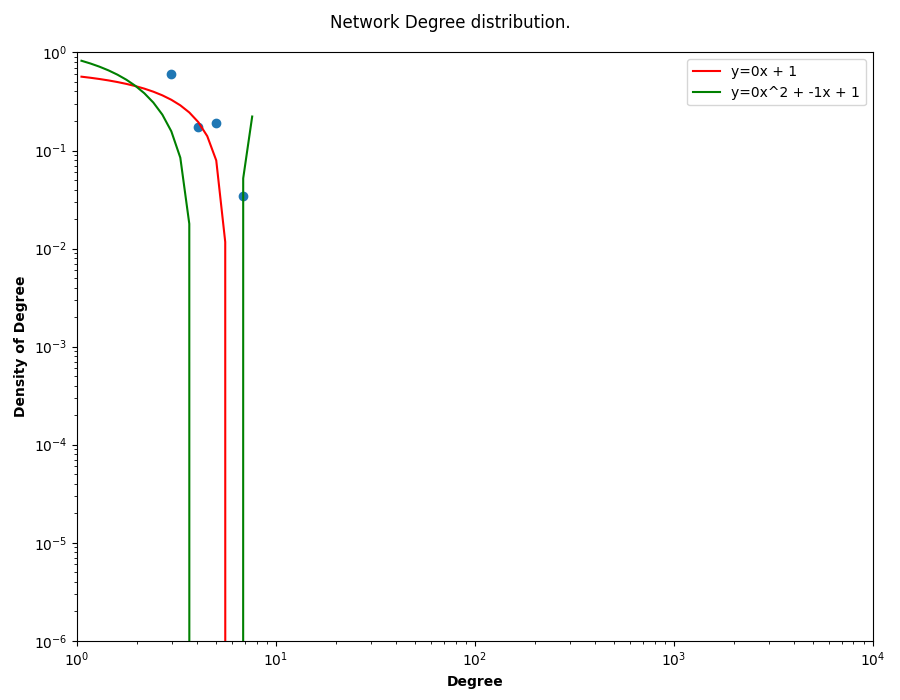 Network Degree distribution.
y=0x + 1
y=0x^2 + -1x + 1
Density of Degree
10^0
10^-1
10^-2
10^-3
10^-4
10^-5
10^-6
10^0 10^1 10^2 10^3 10^4
Degree